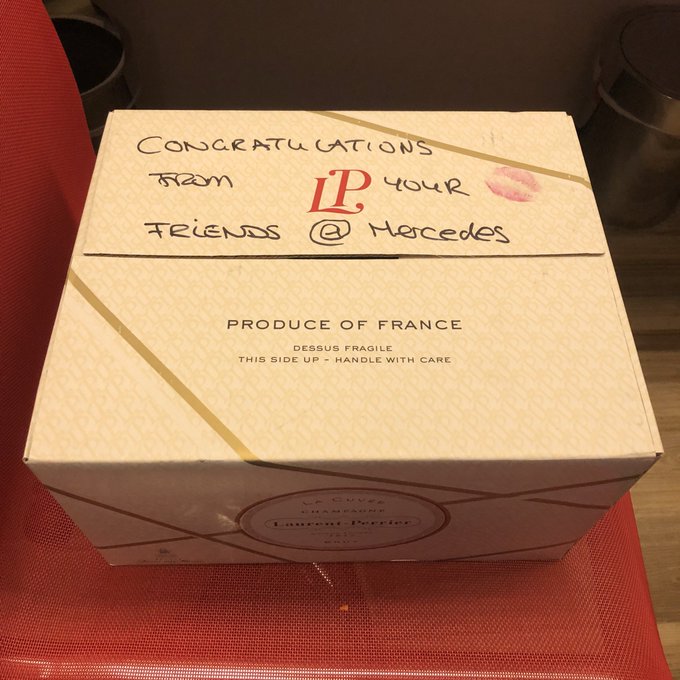 CONGRATULATIONS
FROM LP YOUR
FRIENDS @ Mercedes
PRODUCE OF FRANCE
DESSUS FRAGILE
THIS SIDE UP - HANDLE WITH CARE
LA CUVÉE
CHAMPAGNE
Laurent-Perrier
BRUT